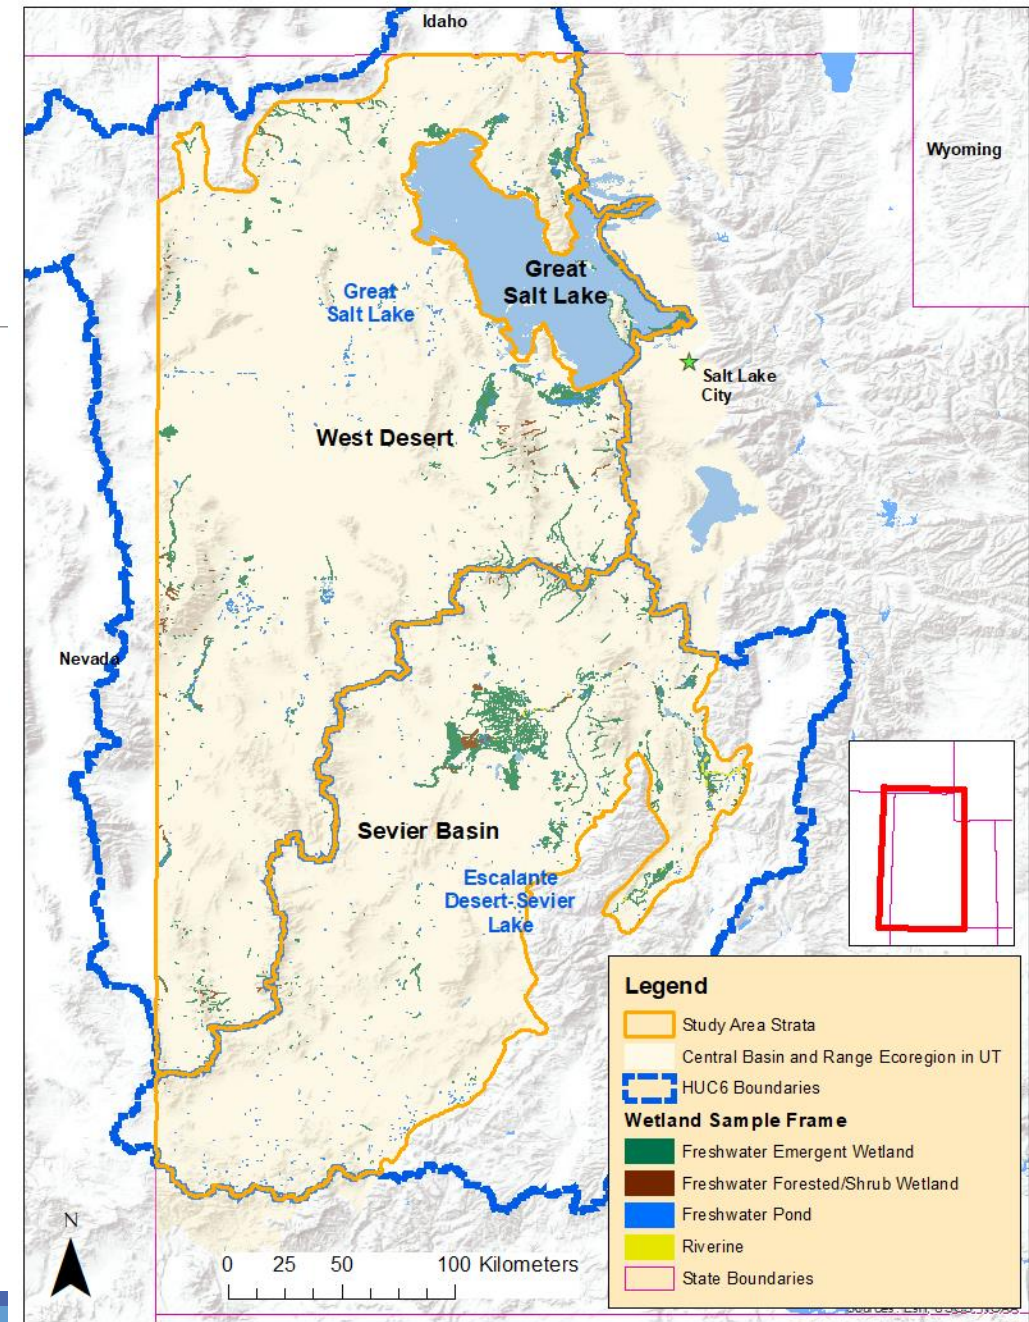 Idaho
Wyoming
Great
Salt Lake
Great
Salt Lake
Salt Lake
City
West Desert
Nevada
Sevier Basin
Escalante
Desert-Sevier
Lake
Legend
Study Area Strata
Central Basin and Range Ecoregion in UT
HUC6 Boundaries
Wetland Sample Frame
Freshwater Emergent Wetland
Freshwater Forested/Shrub Wetland
Freshwater Pond
Riverine
State Boundaries
N
0 25 50 100 Kilometers